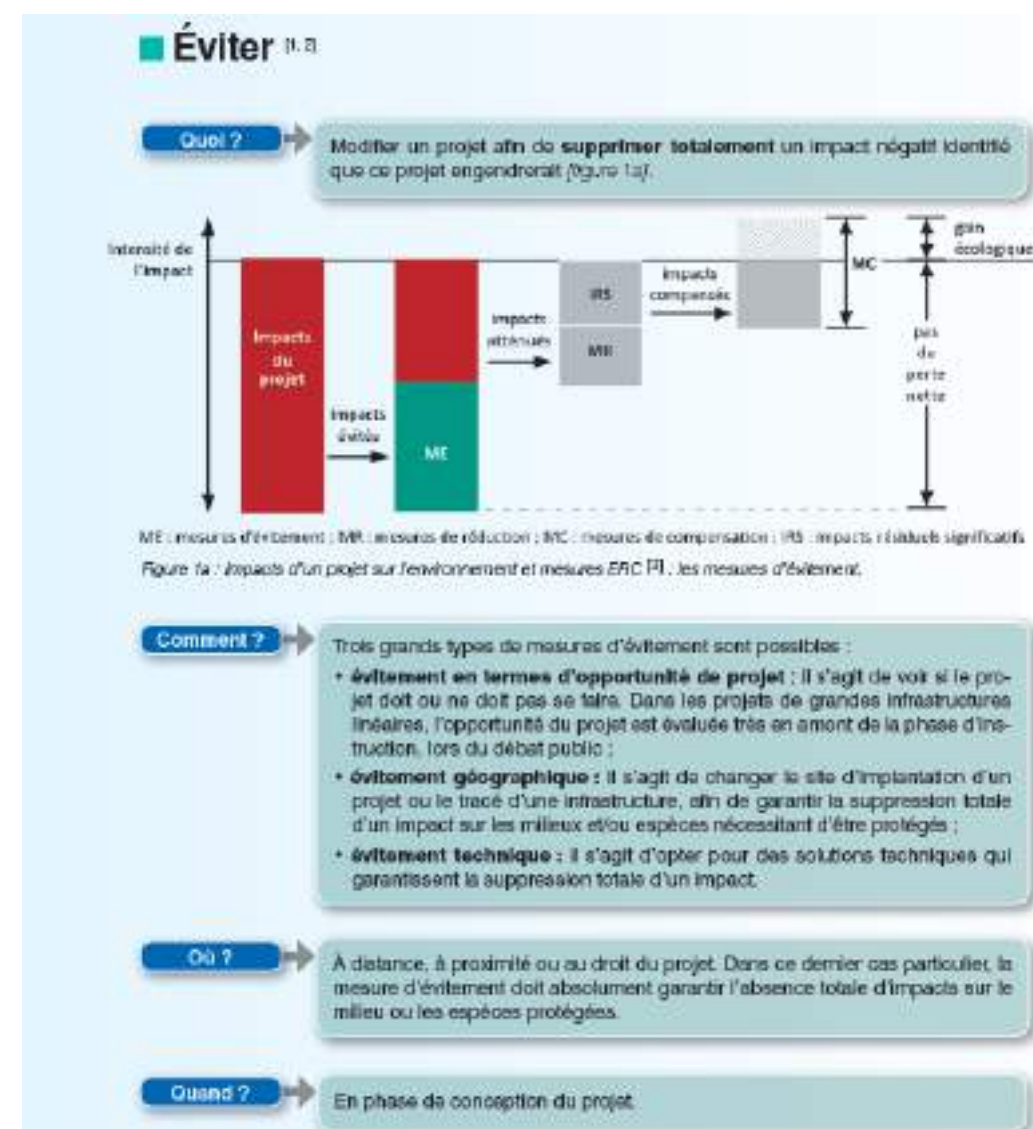 Éviter [1, 2]
Quoi ?
Modifier un projet afin de supprimer totalement un impact négatif identifié
que ce projet engendrerait [figure 1a].
Intensité de
l'impact
Impacts
du
projet
impacts
évités
ME
impacts
atténués
IRS
MR
impacts
compensés
MC
gain
écologique
pas
de
perte
nette
ME : mesures d'évitement ; MR : mesures de réduction ; MC : mesures de compensation ; IRS : impacts résiduels significatifs
Figure 1a : Impacts d'un projet sur l'environnement et mesures ERC : les mesures d'évitement.
Comment ?
Trois grands types de mesures d'évitement sont possibles :
• évitement en termes d'opportunité de projet : il s'agit de voir si le pro-
jet doit ou ne doit pas se faire. Dans les projets de grandes infrastructures
linéaires, l'opportunité du projet est évaluée très en amont de la phase d'ins-
truction, lors du débat public ;
• évitement géographique : il s'agit de changer le site d'implantation d'un
projet ou le tracé d'une infrastructure, afin de garantir la suppression totale
d'un impact sur les milieux et/ou espèces nécessitant d'être protégés ;
• évitement technique : il s'agit d'opter pour des solutions techniques qui
garantissent la suppression totale d'un impact.
Où ?
À distance, à proximité ou au droit du projet. Dans ce dernier cas particulier, la
mesure d'évitement doit absolument garantir l'absence totale d'impacts sur le
milieu ou les espèces protégées.
Quand ?
En phase de conception du projet.